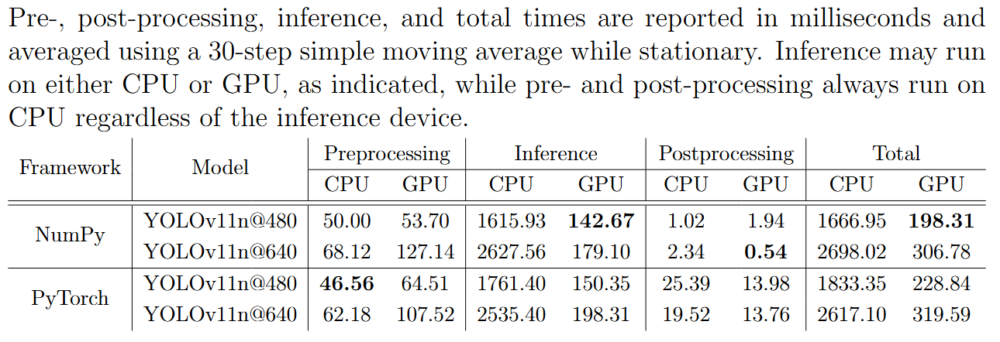 Pre-, post-processing, inference, and total times are reported in milliseconds and
averaged using a 30-step simple moving average while stationary. Inference may run
on either CPU or GPU, as indicated, while pre- and post-processing always run on
CPU regardless of the inference device.
Framework Model Preprocessing Inference Postprocessing Total
CPU GPU CPU GPU CPU GPU CPU GPU
NumPy YOLOv11n@480 50.00 53.70 1615.93 142.67 1.02 1.94 1666.95 198.31
YOLOv11n@640 68.12 127.14 2627.56 179.10 2.34 0.54 2698.02 306.78
PyTorch YOLOv11n@480 46.56 64.51 1761.40 150.35 25.39 13.98 1833.35 228.84
YOLOv11n@640 62.18 107.52 2535.40 198.31 19.52 13.76 2617.10 319.59